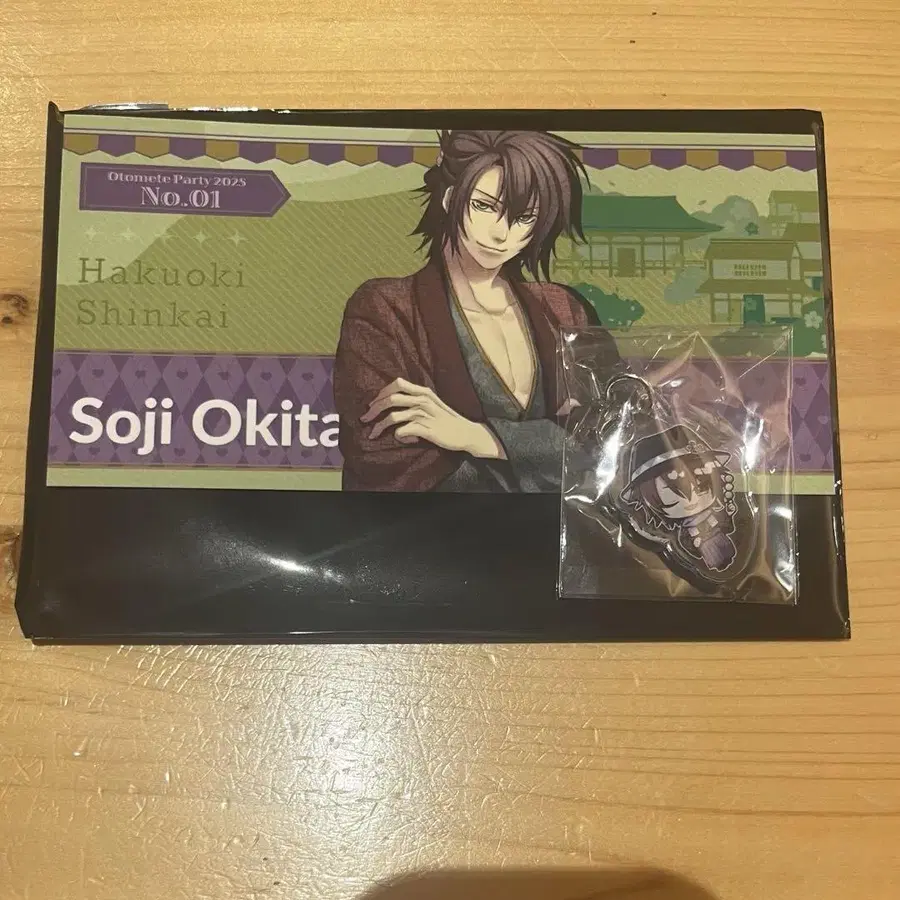 Otomete Party 2025
No.01
Hakuoki
Shinkai
Soji Okita